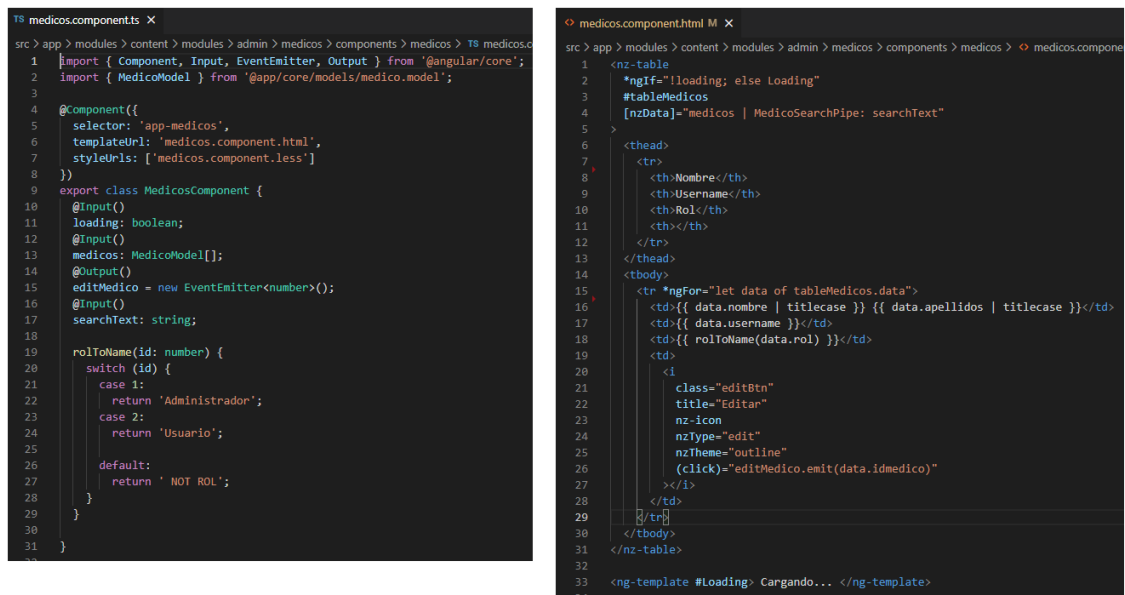 TS medicos.component.ts ×
src > app > modules > content > modules > admin > medicos > components > medicos > TS medicos.c
1 import { Component, Input, EventEmitter, Output } from '@angular/core';
2 import { MedicoModel } from '@app/core/models/medico.model';
3
4 @Component({
5 selector: 'app-medicos',
6 templateUrl: 'medicos.component.html',
7 styleUrls: ['medicos.component.less']
8 })
9 export class MedicosComponent {
10 @Input()
11 loading: boolean;
12 @Input()
13 medicos: MedicoModel[];
14 @Output()
15 editMedico = new EventEmitter<number>();
16 @Input()
17 searchText: string;
18
19 rolToName(id: number) {
20 switch (id) {
21 case 1:
22 return 'Administrador';
23 case 2:
24 return 'Usuario';
25
26 default:
27 return ' NOT ROL';
28 }
29 }
30
31 }
<> medicos.component.html M ×
src > app > modules > content > modules > admin > medicos > components > medicos > <> medicos.compone
1 <nz-table
2 *ngIf="!loading; else Loading"
3 #tableMedicos
4 [nzData]="medicos | MedicoSearchPipe: searchText"
5 >
6 <thead>
7 <tr>
8 <th>Nombre</th>
9 <th>Username</th>
10 <th>Rol</th>
11 <th></th>
12 </tr>
13 </thead>
14 <tbody>
15 <tr *ngFor="let data of tableMedicos.data">
16 <td>{{ data.nombre | titlecase }} {{ data.apellidos | titlecase }}</td>
17 <td>{{ data.username }}</td>
18 <td>{{ rolToName(data.rol) }}</td>
19 <td>
20 <i
21 class="editBtn"
22 title="Editar"
23 nz-icon
24 nzType="edit"
25 nzTheme="outline"
26 (click)="editMedico.emit(data.idmedico)"
27 ></i>
28 </td>
29 </tr>
30 </tbody>
31 </nz-table>
32
33 <ng-template #Loading> Cargando... </ng-template>